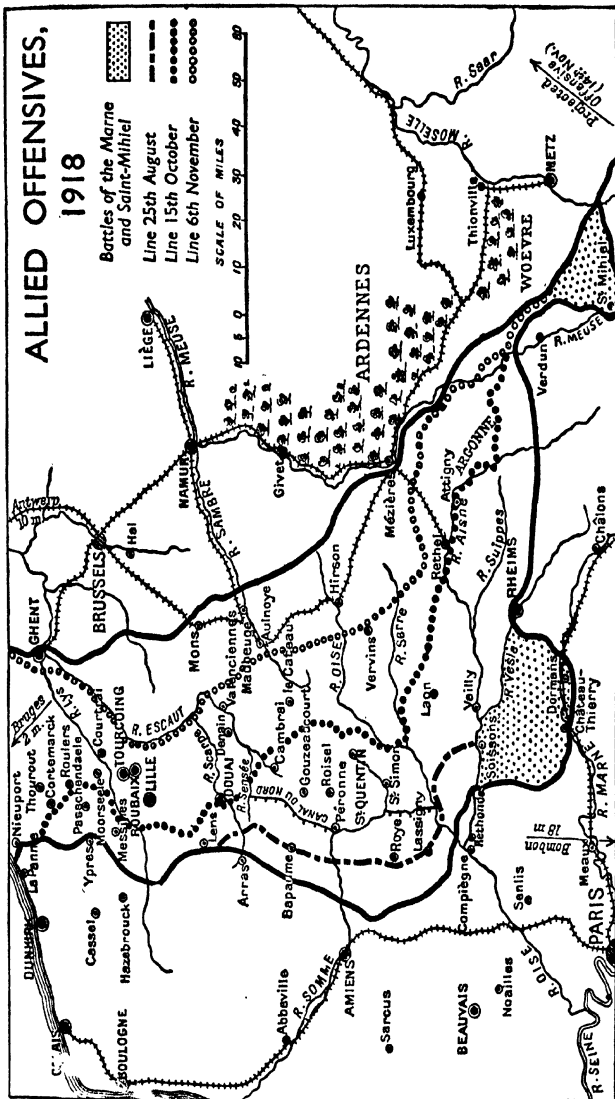 ALLIED OFFENSIVES,
1918
Battles of the Marne
and Saint-Mihiel
Line 25th August
Line 15th October
Line 6th November
SCALE OF MILES
10 5 0 10 20 30 40 50 60
Projected
Offensive
(14th Nov.)
Antwerp
10 m
Bruges
2 m.
GHENT
BRUSSELS
Hal
LIÈGE
R. MEUSE
NAMUR
R. SAMBRE
Givet
ARDENNES
Luxembourg
R. Saar
R. MOSELLE
Thionville
METZ
WOEVRE
St Mihiel
R. MEUSE
Verdun
ARGONNE
Attigny
Mézières
Rethel
R. Aisne
R. Suippes
RHEIMS
Châlons
Nieuport
La Panne
DUNKIRK
Thourout
Cortemarck
Roulers
Passchendaele
Moorseele
Courtrai
R. LYS
Ypres
Messines
TOURCOING
ROUBAIX
LILLE
R. ESCAUT
Cassel
Hazebrouck
BOULOGNE
Mons
Valenciennes
Maubeuge
Aulnoye
le Cateau
Denain
R. Scarpe
DOUAI
R. Sensée
Lens
Arras
Cambrai
Gouzeaucourt
CANAL DU NORD
Roisel
Péronne
St QUENTIN
Bapaume
Hirson
R. OISE
Vervins
R. Serre
Laon
St Simon
Roye
Lassigny
Abbeville
R. SOMME
AMIENS
Sarcus
BEAUVAIS
Noailles
Compiègne
Rethondes
Soissons
Vailly
R. Vesle
Dormans
Château-
Thierry
R. MARNE
Senlis
R. OISE
Meaux
Bombon
18 m
PARIS
R. SEINE